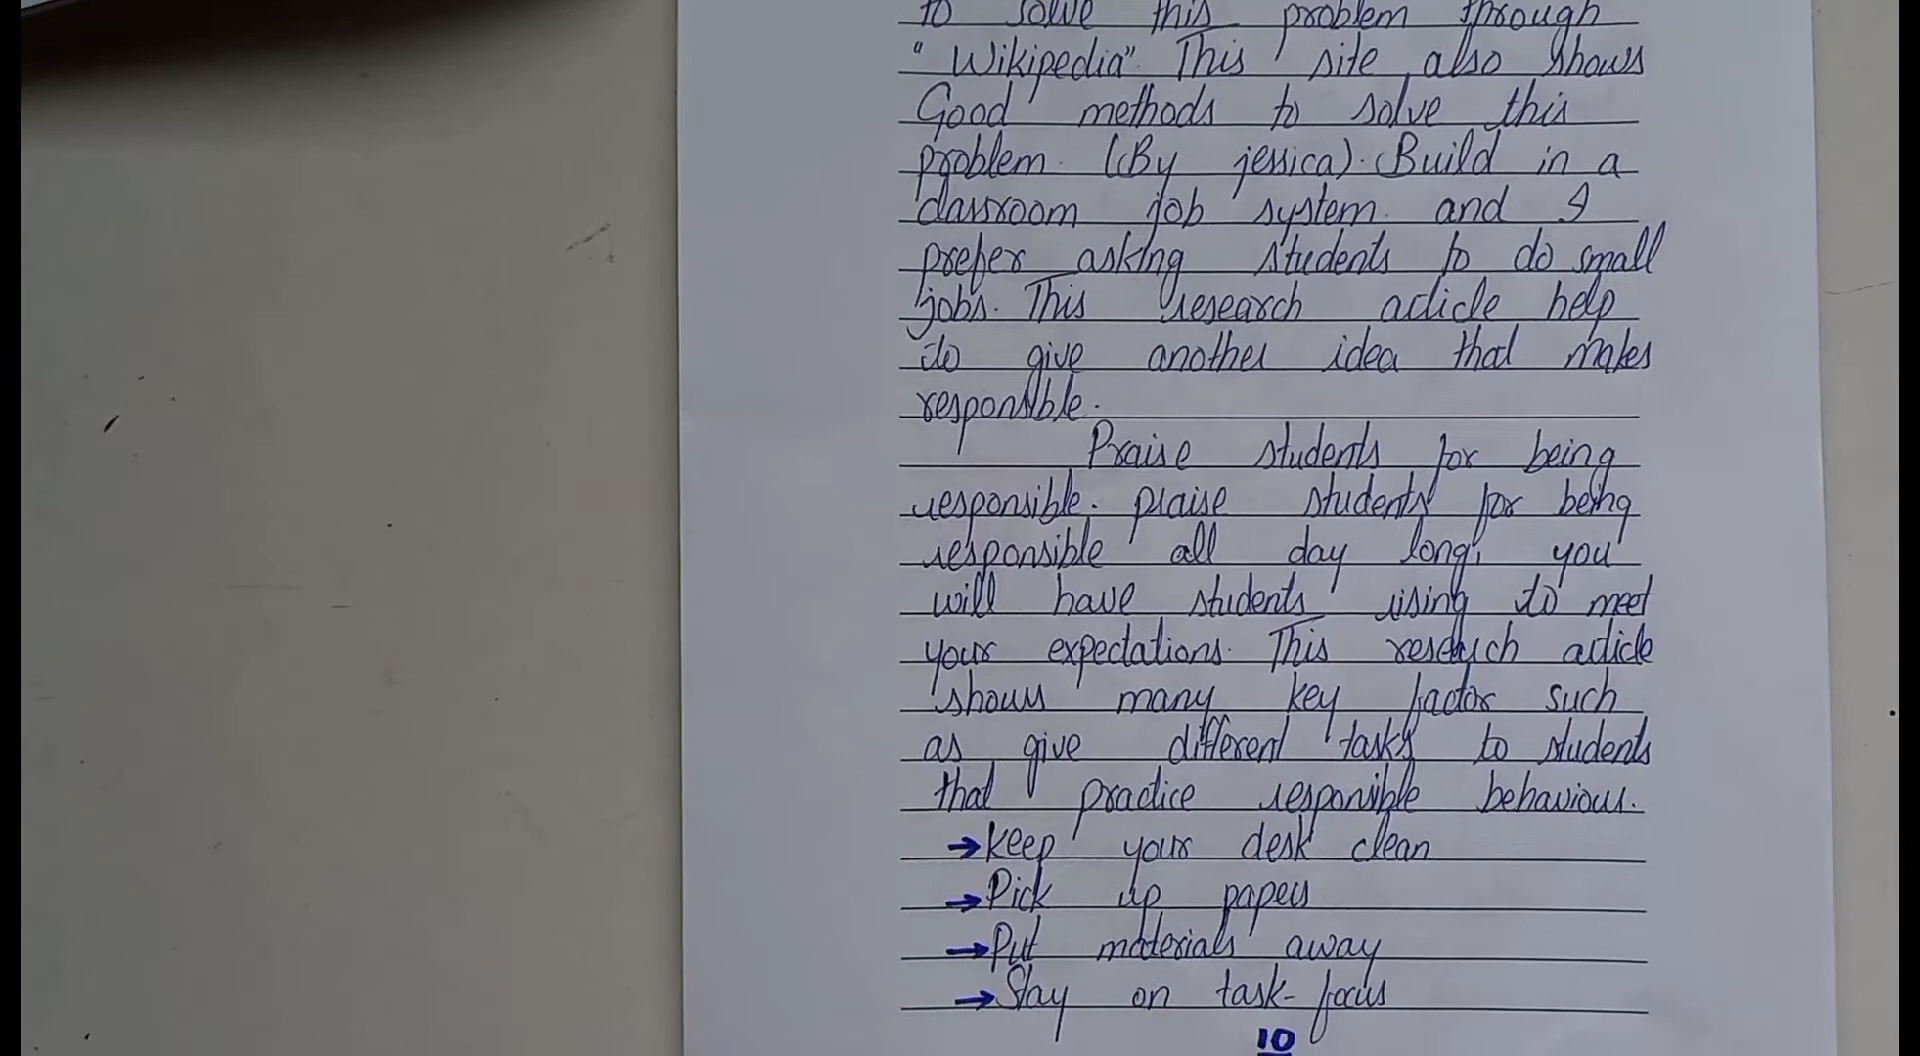 to solve this problem through
"Wikipedia". This site also shows
Good methods to solve this
problem. (By jessica). Build in a
classroom job system. and I
prefer asking students to do small
jobs. This research article help
to give another idea that makes
responsible.
Praise students for being
responsible. praise students for being
responsible all day long, you
will have students rising to meet
your expectations. This research article
shows many key factor such
as give different tasks to students
that practice responsible behaviour.
→ Keep your desk clean
→ Pick up papers
→ Put materials away
→ Stay on task-focus
10